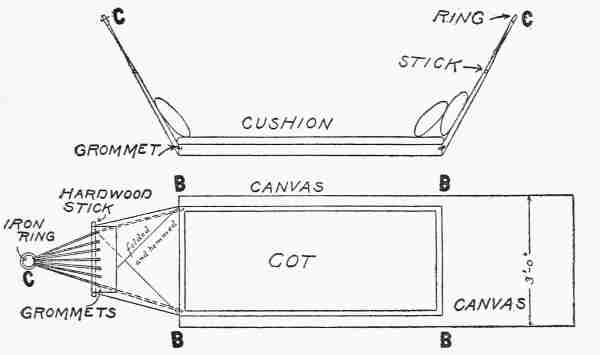 C
RING
C
STICK
CUSHION
GROMMET
B
B
HARDWOOD
STICK
CANVAS
IRON
RING
folded
and hemmed
COT
3'-0"
C
CANVAS
GROMMETS
B
B